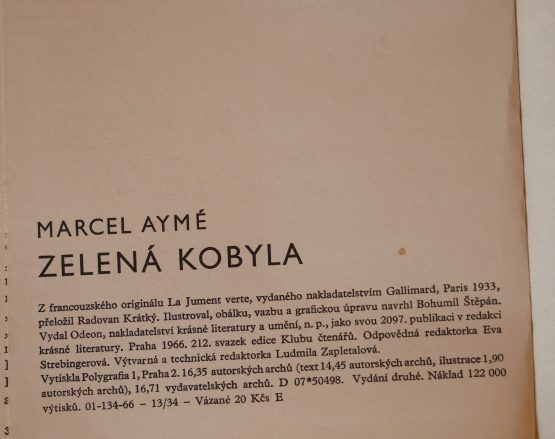 MARCEL AYMÉ
ZELENÁ KOBYLA
Z francouzského originálu La Jument verte, vydaného nakladatelstvím Gallimard, Paris 1933,
přeložil Radovan Krátký. Ilustroval, obálku, vazbu a grafickou úpravu navrhl Bohumil Štěpán.
Vydal Odeon, nakladatelství krásné literatury a umění, n. p., jako svou 2097. publikaci v redakci
krásné literatury. Praha 1966. 212. svazek edice Klubu čtenářů. Odpovědná redaktorka Eva
Strebingerová. Výtvarná a technická redaktorka Ludmila Zapletalová.
Vytiskla Polygrafia 1, Praha 2. 16,35 autorských archů (text 14,45 autorských archů, ilustrace 1,90
autorských archů), 16,71 vydavatelských archů. D 07*50498. Vydání druhé. Náklad 122 000
výtisků. 01-134-66 – 13/34 – Vázané 20 Kčs E